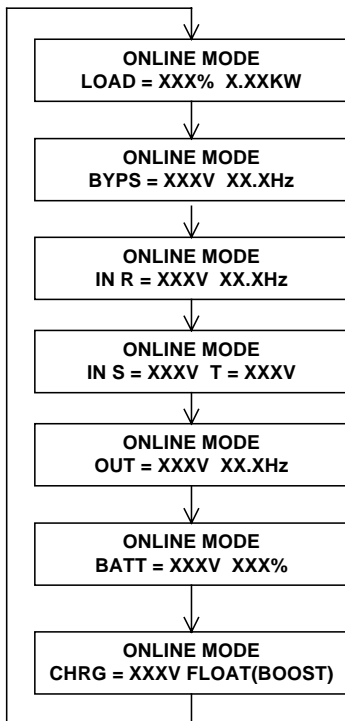 ONLINE MODE
LOAD = XXX% X.XXKW
ONLINE MODE
BYPS = XXXV XX.XHz
ONLINE MODE
IN R = XXXV XX.XHz
ONLINE MODE
IN S = XXXV T = XXXV
ONLINE MODE
OUT = XXXV XX.XHz
ONLINE MODE
BATT = XXXV XXX%
ONLINE MODE
CHRG = XXXV FLOAT(BOOST)